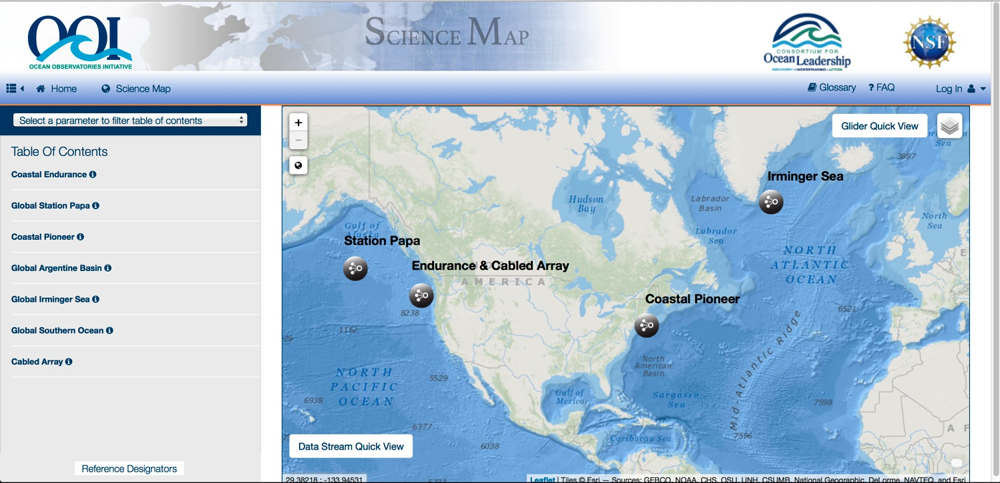 OOI
OCEAN OBSERVATORIES INITIATIVE
SCIENCE MAP
CONSORTIUM FOR
Ocean Leadership
DISCOVERY • UNDERSTANDING • ACTION
NSF
Home
Science Map
Glossary
? FAQ
Log In
Select a parameter to filter table of contents
Table Of Contents
Coastal Endurance
Global Station Papa
Coastal Pioneer
Global Argentine Basin
Global Irminger Sea
Global Southern Ocean
Cabled Array
Reference Designators
+
−
Glider Quick View
Sea
3887
Irminger Sea
Hudson
Bay
Labrador
Basin
North
Sea
Gulf of
Alaska
Labrador
Sea
Station Papa
NORTH
ATLANTIC
OCEAN
E
Endurance & Cabled Array
AMERICA
Coastal Pioneer
8238
6521
1152
29
Mid-Atlantic Ridge
North
American
Basin
NORTH
PACIFIC
OCEAN
5529
Gulf of
Mexico
Sargasso
Sea
6938
7598
6377
A F
7596
Caribbean Sea
6038
Data Stream Quick View
5733
29.38218 : -133.94531
Leaflet | Tiles © Esri — Sources: GEBCO, NOAA, CHS, OSU, UNH, CSUMB, National Geographic, DeLorme, NAVTEQ, and Esri